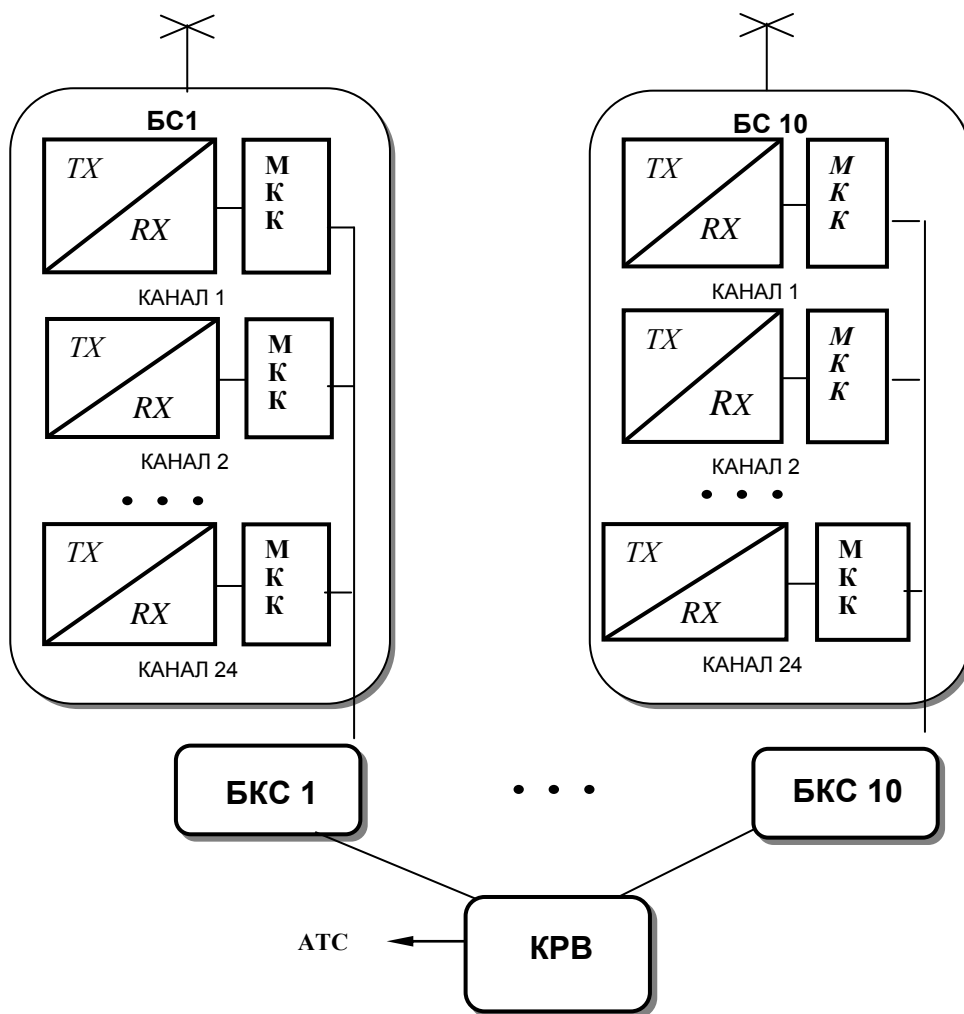 БС1
TX
RX
М
К
К
КАНАЛ 1
TX
RX
М
К
К
КАНАЛ 2
• • •
TX
RX
М
К
К
КАНАЛ 24
БС 10
TX
RX
М
К
К
КАНАЛ 1
TX
RX
М
К
К
КАНАЛ 2
• • •
TX
RX
М
К
К
КАНАЛ 24
БКС 1
• • •
БКС 10
АТС
КРВ